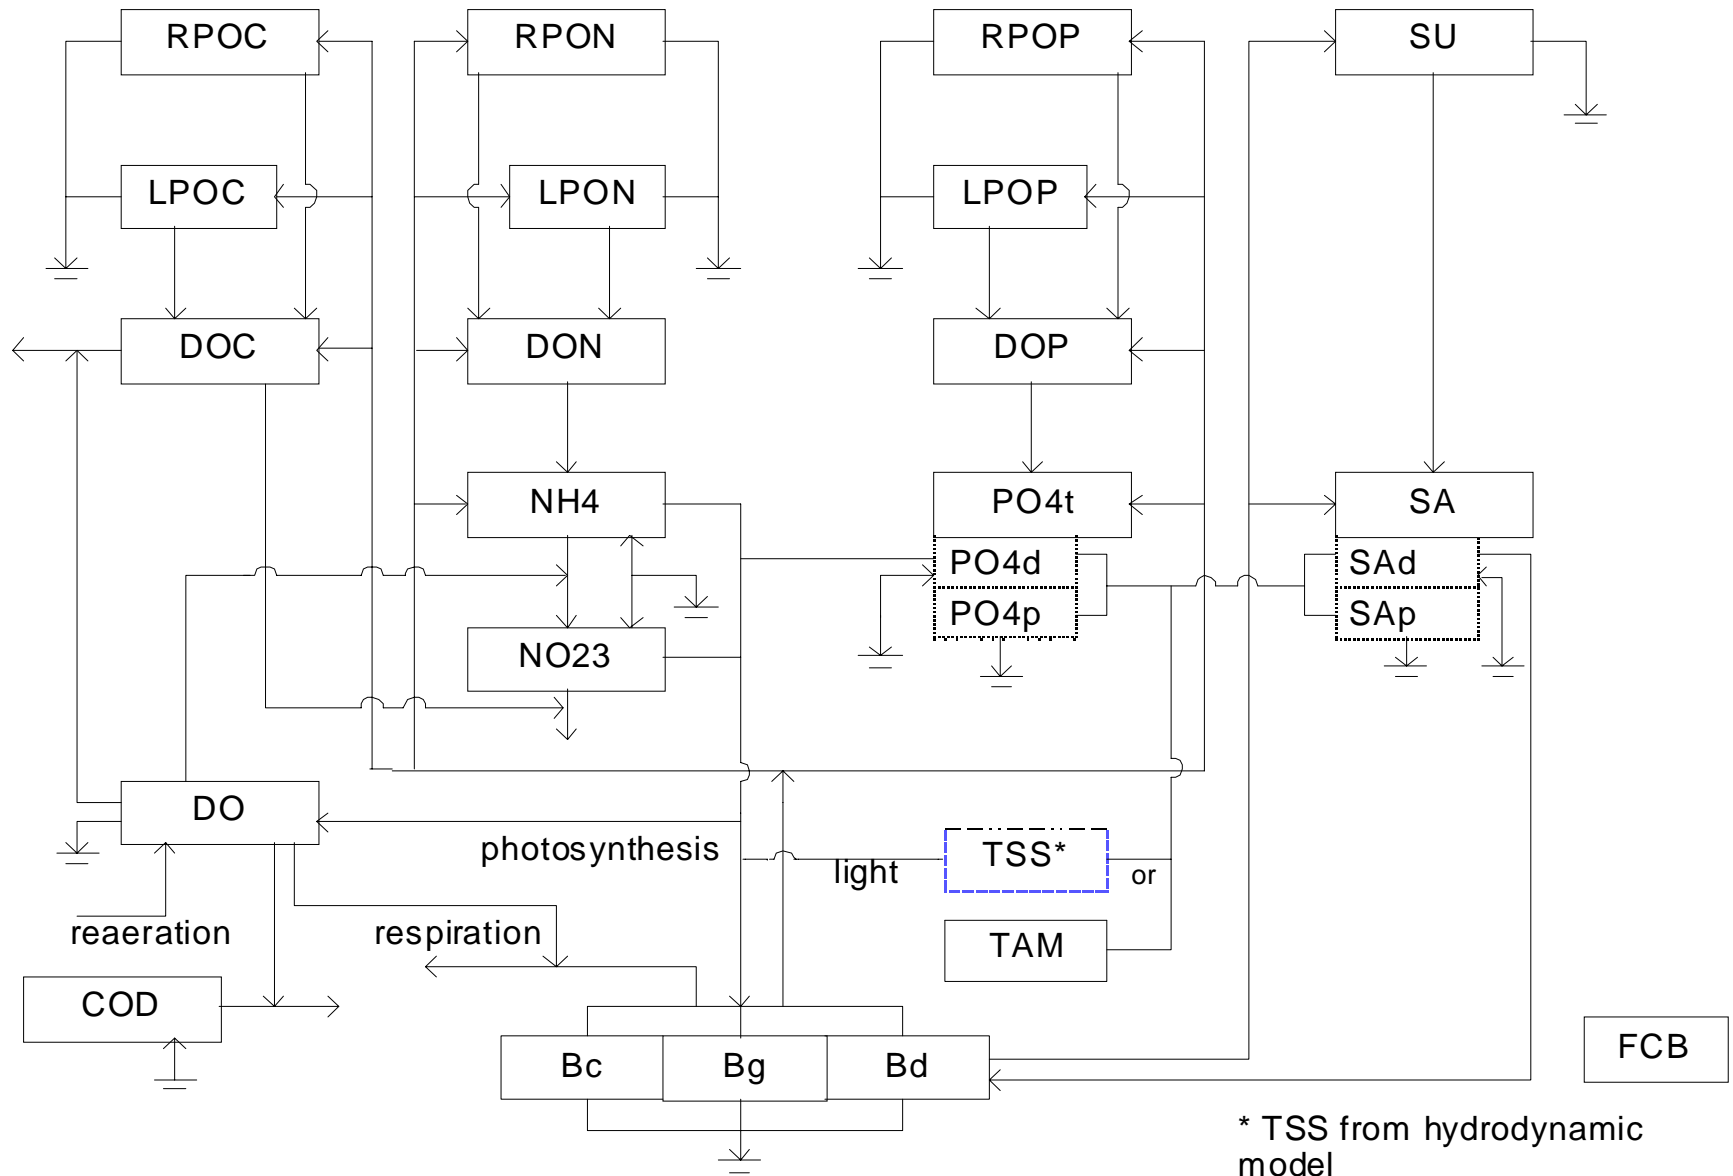 RPOC
RPON
RPOP
SU
LPOC
LPON
LPOP
DOC
DON
DOP
NH4
PO4t
SA
PO4d
SAd
PO4p
SAp
NO23
DO
photosynthesis
light
TSS*
or
reaeration
respiration
TAM
COD
Bc
Bg
Bd
FCB
* TSS from hydrodynamic
model